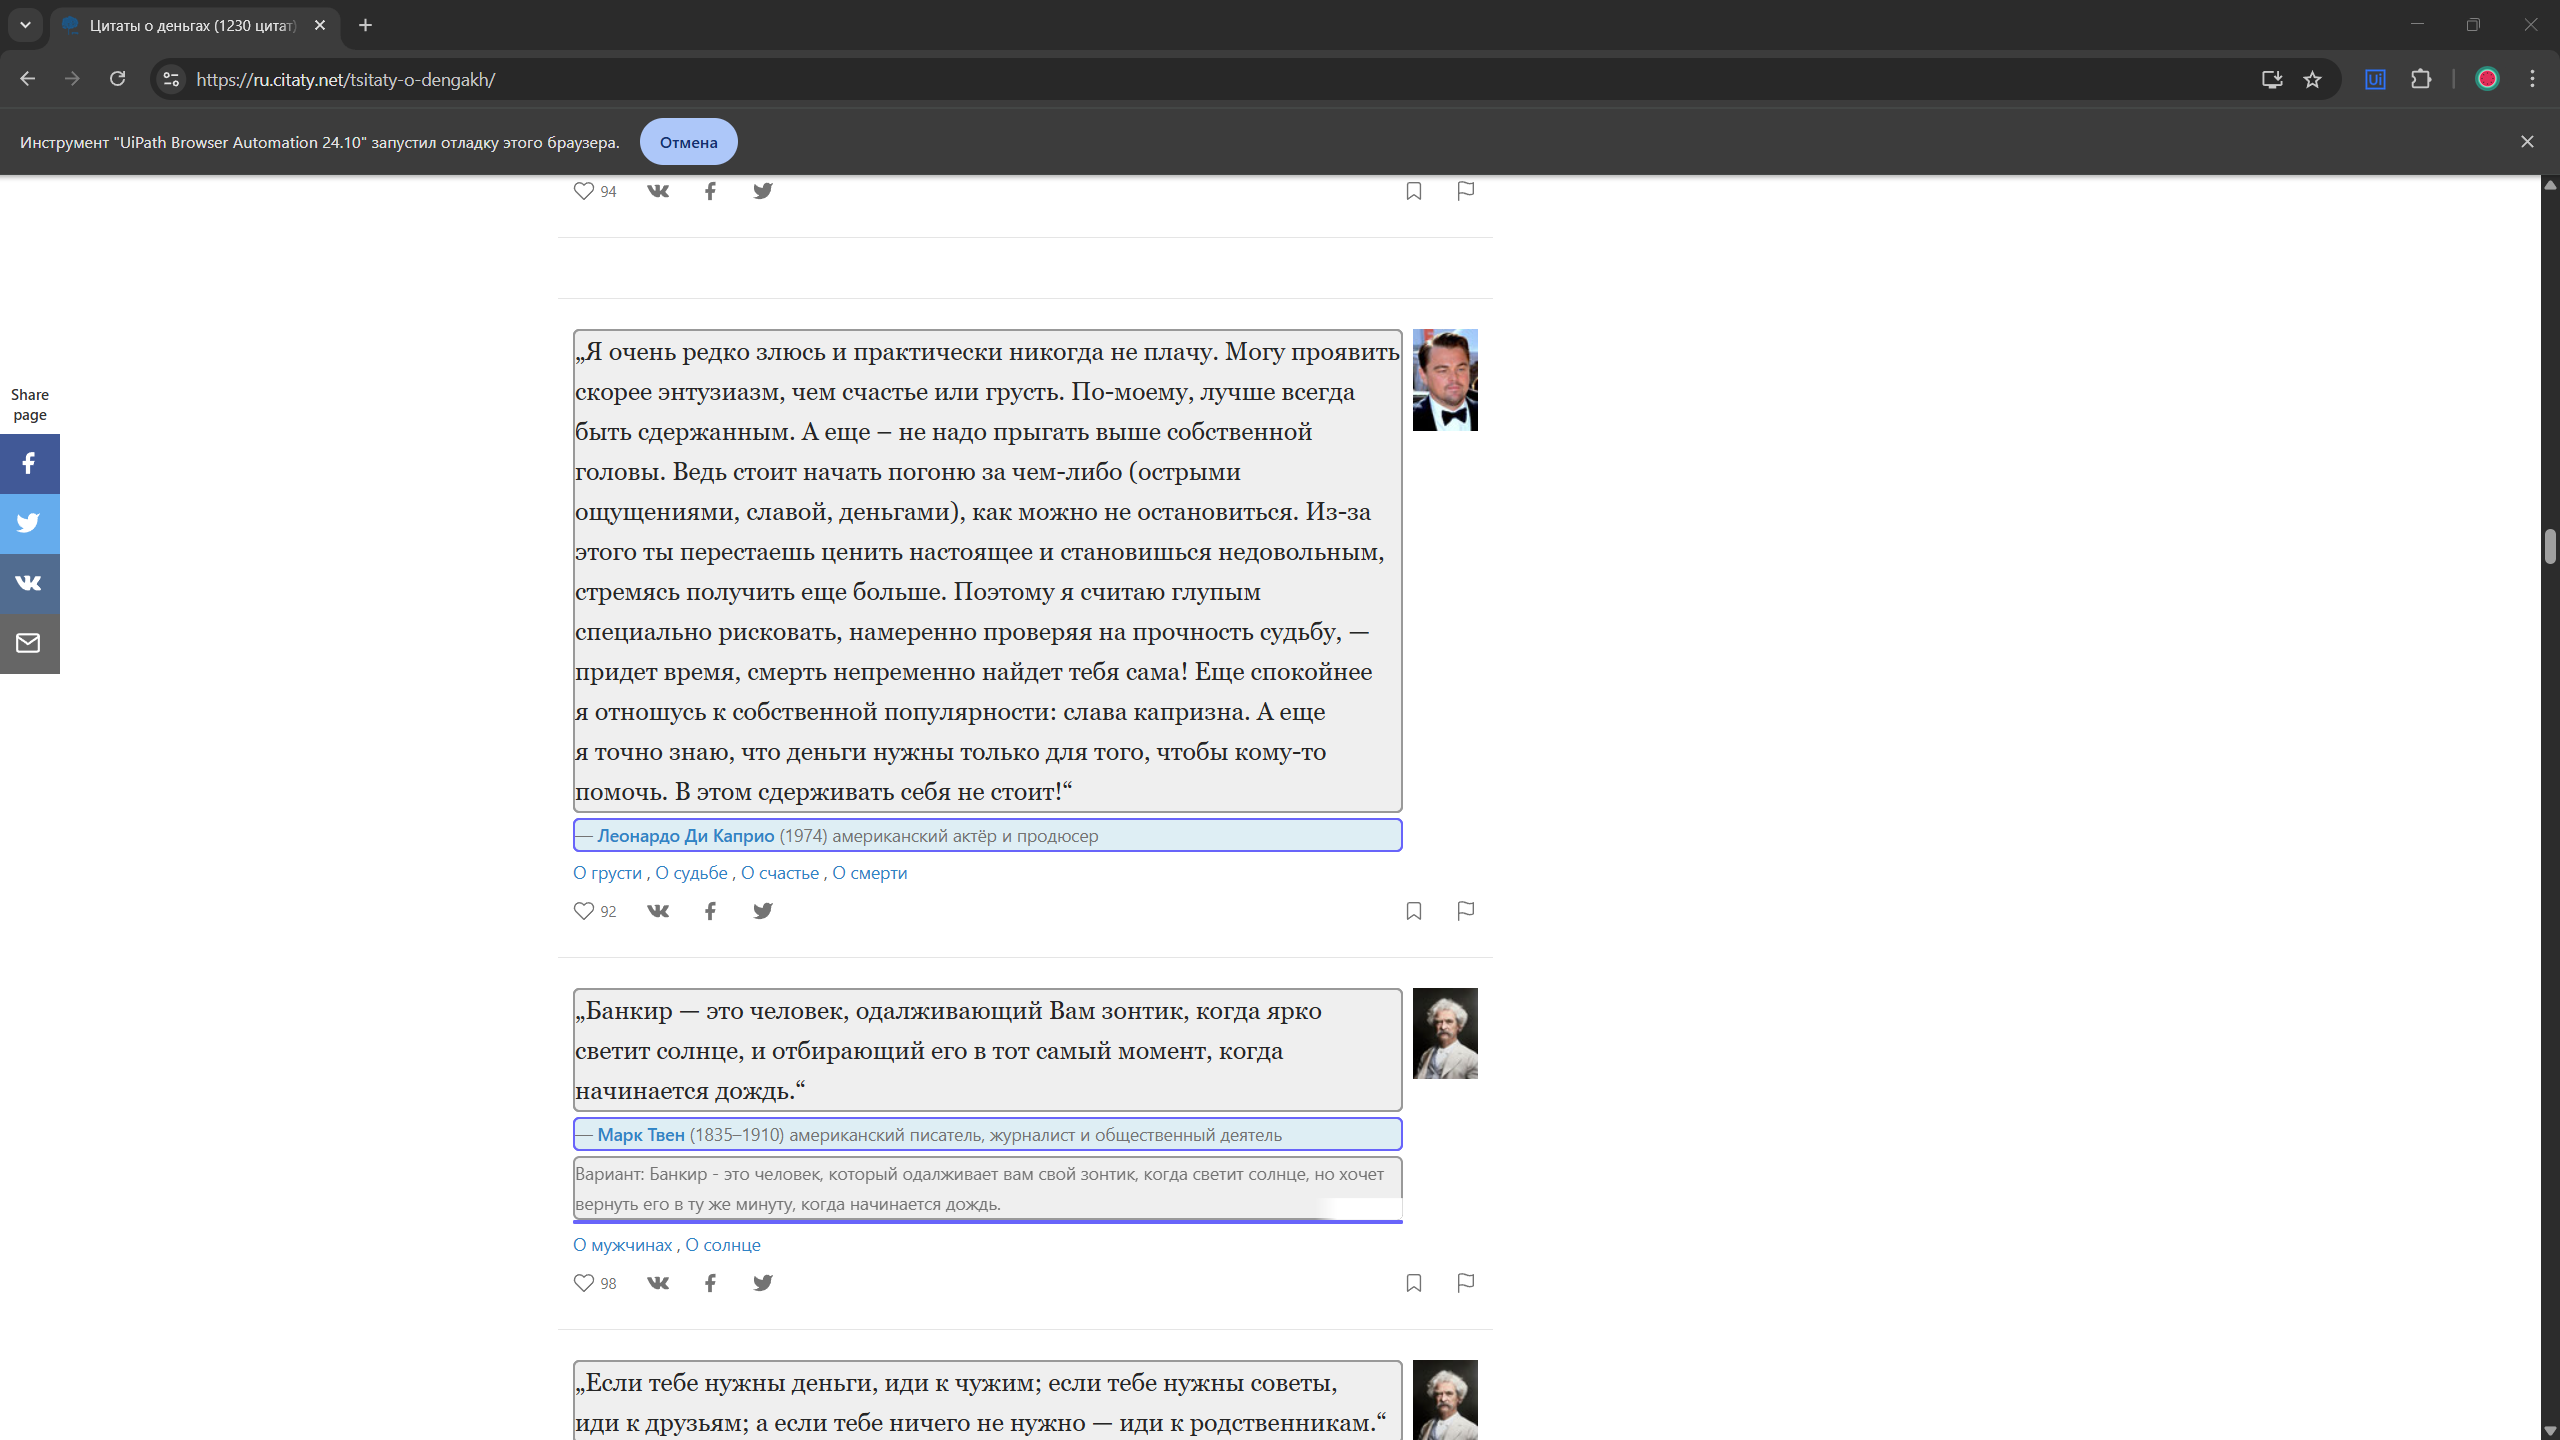 Цитаты о деньгах (1230 цитат)
https://ru.citaty.net/tsitaty-o-dengakh/
Ui
Инструмент "UiPath Browser Automation 24.10" запустил отладку этого браузера.
Отмена
94
Share
page
„Я очень редко злюсь и практически никогда не плачу. Могу проявить
скорее энтузиазм, чем счастье или грусть. По-моему, лучше всегда
быть сдержанным. А еще – не надо прыгать выше собственной
головы. Ведь стоит начать погоню за чем-либо (острыми
ощущениями, славой, деньгами), как можно не остановиться. Из-за
этого ты перестаешь ценить настоящее и становишься недовольным,
стремясь получить еще больше. Поэтому я считаю глупым
специально рисковать, намеренно проверяя на прочность судьбу, —
придет время, смерть непременно найдет тебя сама! Еще спокойнее
я отношусь к собственной популярности: слава капризна. А еще
я точно знаю, что деньги нужны только для того, чтобы кому-то
помочь. В этом сдерживать себя не стоит!“
— Леонардо Ди Каприо (1974) американский актёр и продюсер
О грусти , О судьбе , О счастье , О смерти
92
„Банкир — это человек, одалживающий Вам зонтик, когда ярко
светит солнце, и отбирающий его в тот самый момент, когда
начинается дождь.“
— Марк Твен (1835–1910) американский писатель, журналист и общественный деятель
Вариант: Банкир - это человек, который одалживает вам свой зонтик, когда светит солнце, но хочет
вернуть его в ту же минуту, когда начинается дождь.
О мужчинах , О солнце
98
„Если тебе нужны деньги, иди к чужим; если тебе нужны советы,
иди к друзьям; а если тебе ничего не нужно — иди к родственникам.“